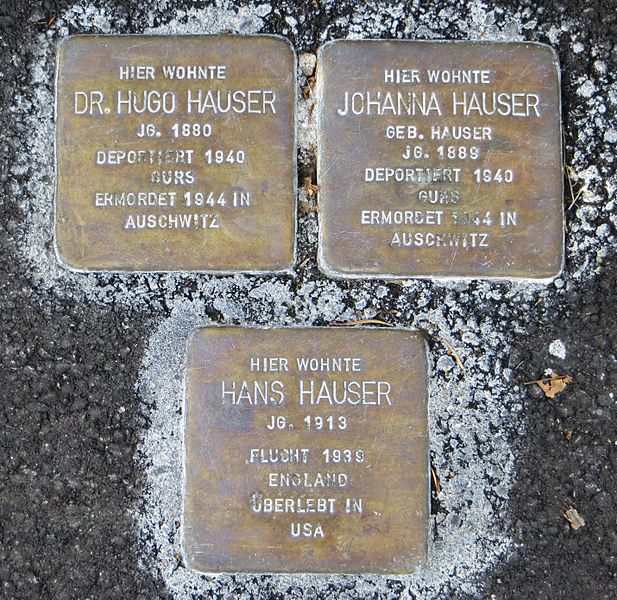 HIER WOHNTE
DR. HUGO HAUSER
JG. 1880
DEPORTIERT 1940
GURS
ERMORDET 1944 IN
AUSCHWITZ
HIER WOHNTE
JOHANNA HAUSER
GEB. HAUSER
JG. 1889
DEPORTIERT 1940
GURS
ERMORDET 1944 IN
AUSCHWITZ
HIER WOHNTE
HANS HAUSER
JG. 1913
FLUCHT 1939
ENGLAND
ÜBERLEBT IN
USA